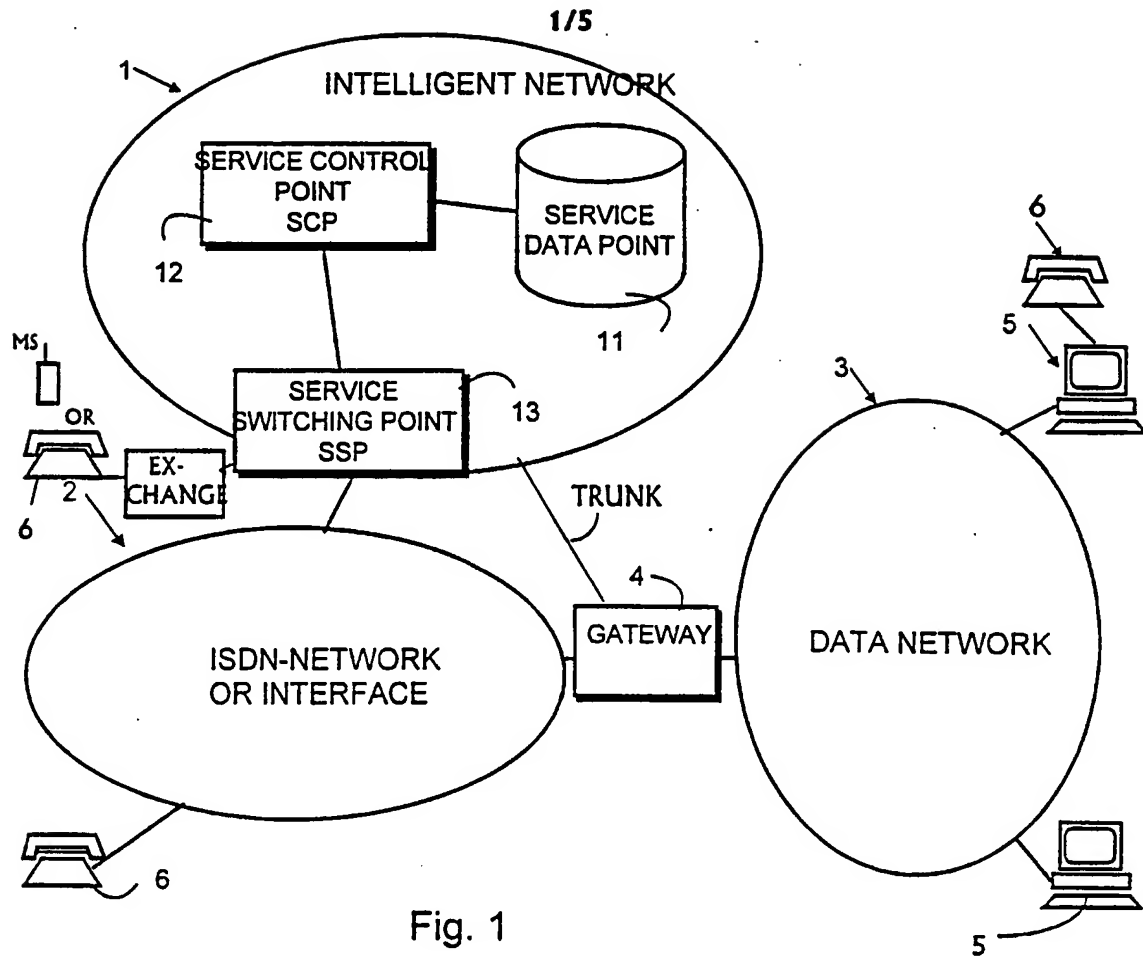 1/5
1
INTELLIGENT NETWORK
SERVICE CONTROL
POINT
SCP
12
SERVICE
DATA POINT
11
6
5
MS
OR
6
2
EX-
CHANGE
SERVICE
SWITCHING POINT
SSP
13
TRUNK
3
4
GATEWAY
DATA NETWORK
ISDN-NETWORK
OR INTERFACE
6
5
Fig. 1